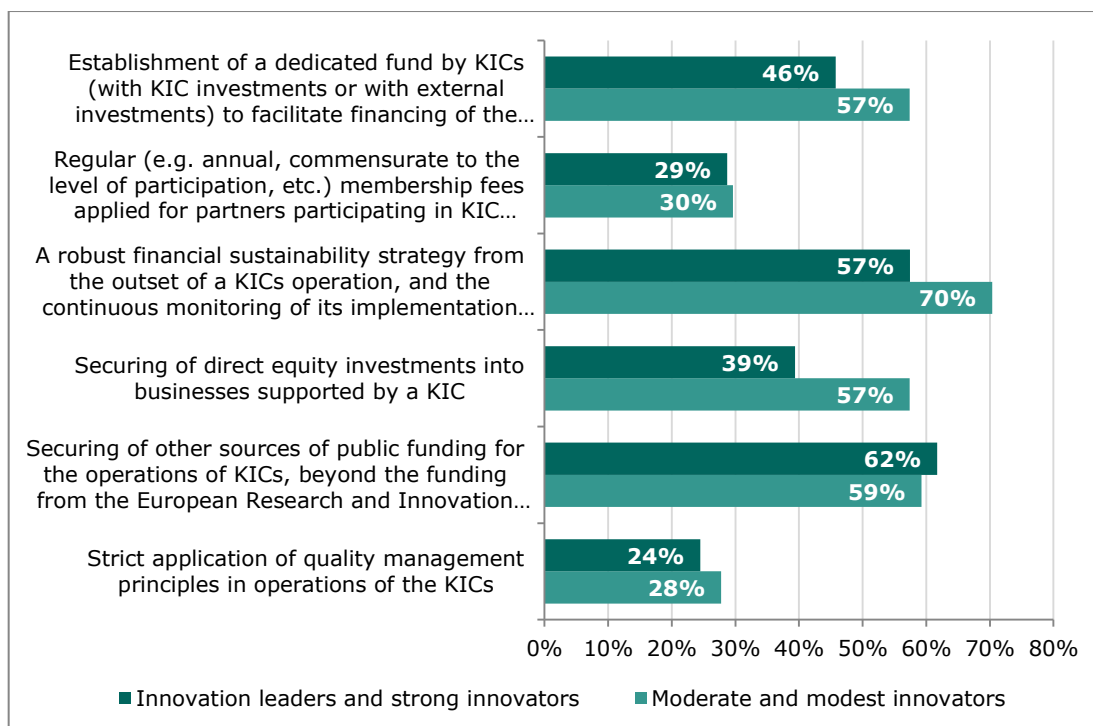 Establishment of a dedicated fund by KICs
(with KIC investments or with external
investments) to facilitate financing of the…
46%
57%
Regular (e.g. annual, commensurate to the
level of participation, etc.) membership fees
applied for partners participating in KIC…
29%
30%
A robust financial sustainability strategy from
the outset of a KICs operation, and the
continuous monitoring of its implementation…
57%
70%
Securing of direct equity investments into
businesses supported by a KIC
39%
57%
Securing of other sources of public funding for
the operations of KICs, beyond the funding
from the European Research and Innovation…
62%
59%
Strict application of quality management
principles in operations of the KICs
24%
28%
0% 10% 20% 30% 40% 50% 60% 70% 80%
Innovation leaders and strong innovators Moderate and modest innovators